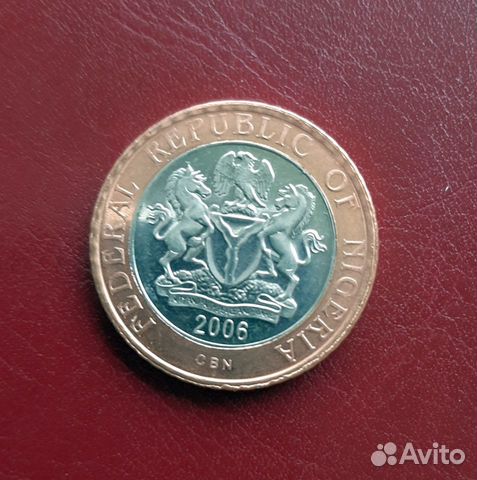 FEDERAL REPUBLIC OF NIGERIA
2006
CBN
Avito